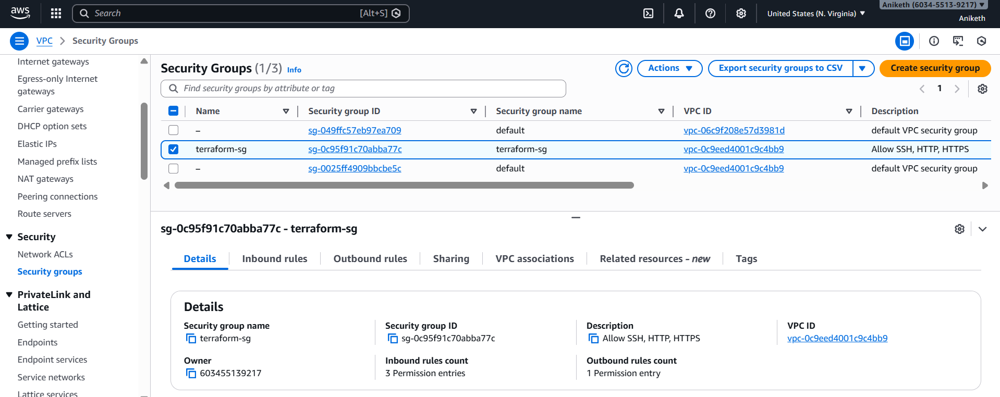 aws
Search [Alt+S]
United States (N. Virginia)
Aniketh (6034-5513-9217)
Aniketh
VPC Security Groups
Internet gateways
Egress-only Internet
gateways
Carrier gateways
DHCP option sets
Elastic IPs
Managed prefix lists
NAT gateways
Peering connections
Route servers
Security
Network ACLs
Security groups
PrivateLink and
Lattice
Getting started
Endpoints
Endpoint services
Service networks
Lattice services
Security Groups (1/3) Info
Actions
Export security groups to CSV
Create security group
Find security groups by attribute or tag
1
Name Security group ID Security group name VPC ID Description
– sg-049ffc57eb97ea709 default vpc-06c9f208e57d3981d default VPC security group
terraform-sg sg-0c95f91c70abba77c terraform-sg vpc-0c9eed4001c9c4bb9 Allow SSH, HTTP, HTTPS
– sg-0025ff4909bbcbe5c default vpc-0c9eed4001c9c4bb9 default VPC security group
sg-0c95f91c70abba77c - terraform-sg
Details Inbound rules Outbound rules Sharing VPC associations Related resources - new Tags
Details
Security group name Security group ID Description VPC ID
terraform-sg sg-0c95f91c70abba77c Allow SSH, HTTP, HTTPS vpc-0c9eed4001c9c4bb9
Owner Inbound rules count Outbound rules count
603455139217 3 Permission entries 1 Permission entry